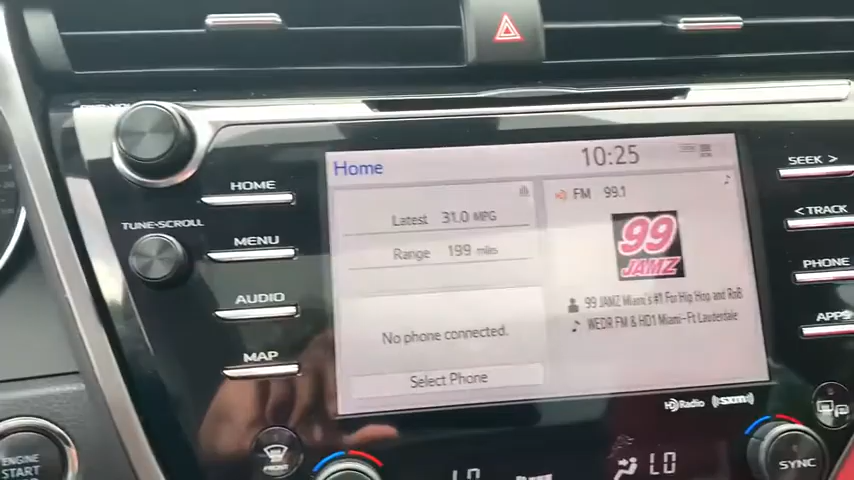 HOME
TUNE•SCROLL
MENU
AUDIO
MAP
Home
10:25
Latest 31.0 MPG
Range 199 miles
No phone connected.
Select Phone
FM 99.1
99
JAMZ
99 JAMZ Miami's #1 For Hip Hop and RnB
WEDR FM & HD1 Miami-Ft Lauderdale
SEEK >
< TRACK
PHONE
APPS
HD Radio
SiriusXM
ENGINE
START
FRONT
LO
LO
SYNC